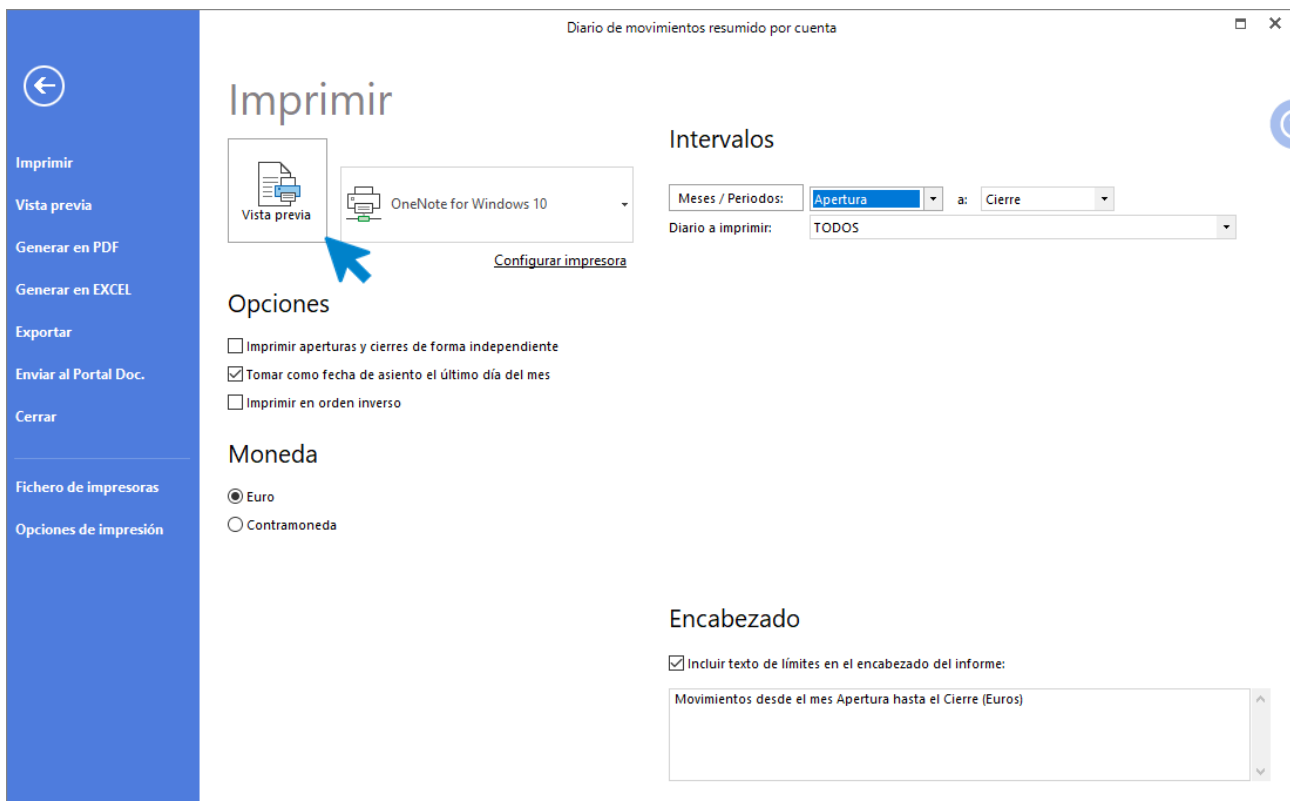 Diario de movimientos resumido por cuenta
Imprimir
Vista previa
Generar en PDF
Generar en EXCEL
Exportar
Enviar al Portal Doc.
Cerrar
Fichero de impresoras
Opciones de impresión
Imprimir
Vista previa
OneNote for Windows 10
Configurar impresora
Opciones
Imprimir aperturas y cierres de forma independiente
Tomar como fecha de asiento el último día del mes
Imprimir en orden inverso
Moneda
Euro
Contramoneda
Intervalos
Meses / Periodos: Apertura a: Cierre
Diario a imprimir: TODOS
Encabezado
Incluir texto de límites en el encabezado del informe:
Movimientos desde el mes Apertura hasta el Cierre (Euros)